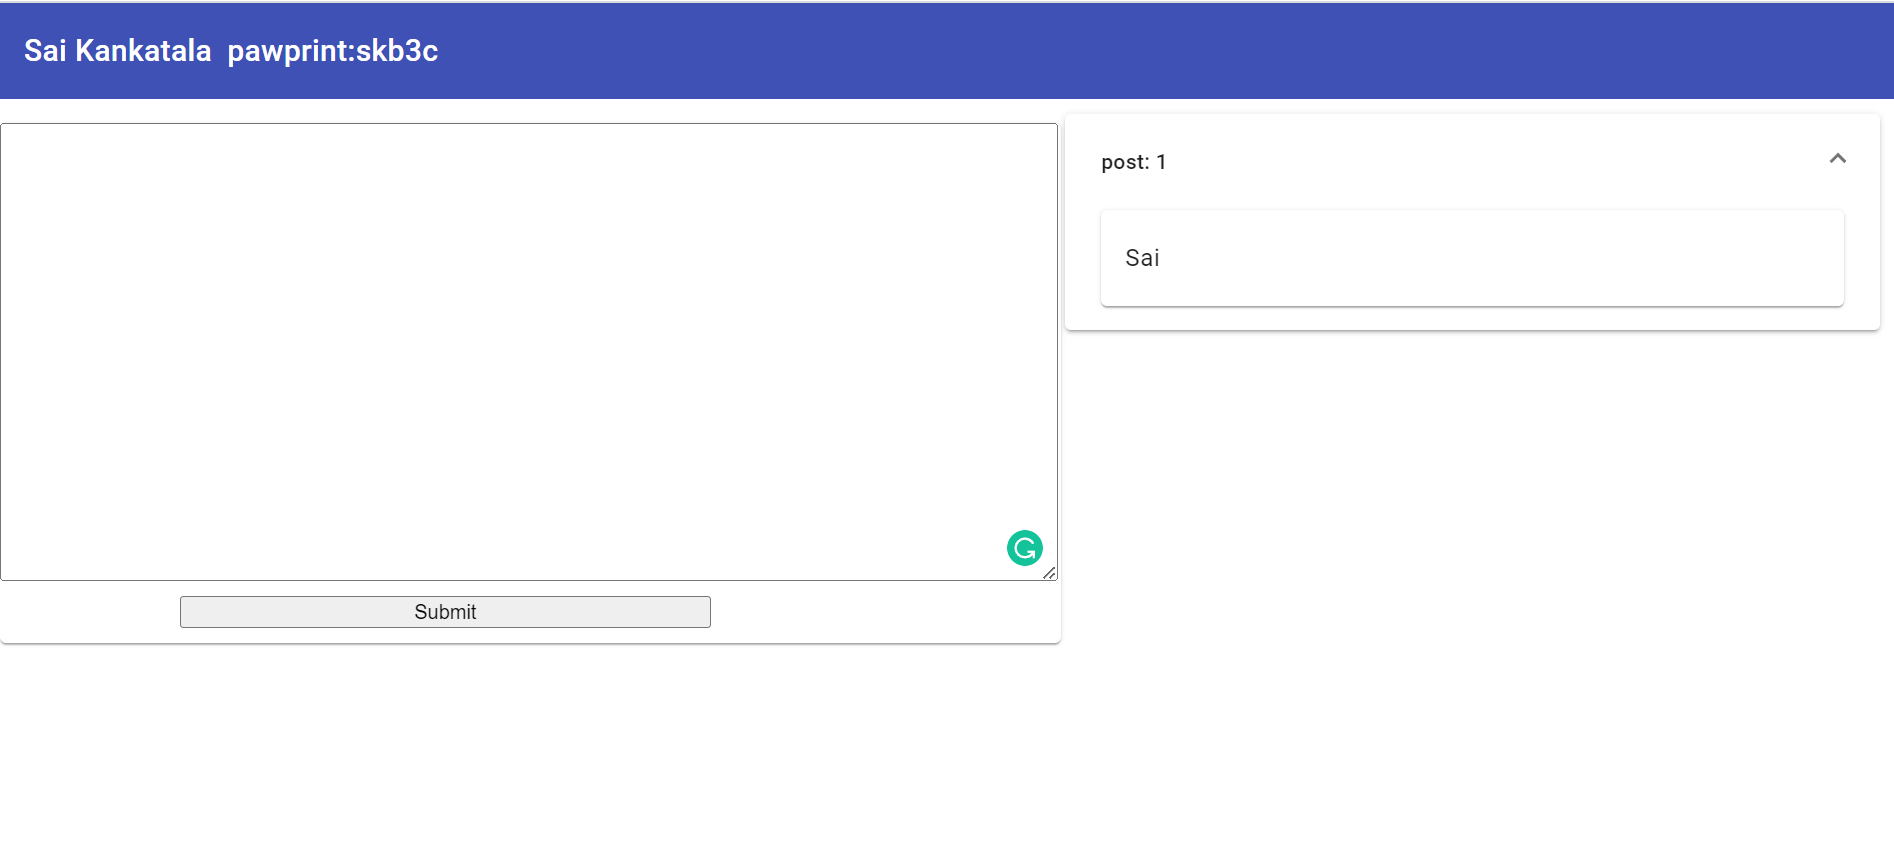 Sai Kankatala  pawprint:skb3c
post: 1
Sai
Submit